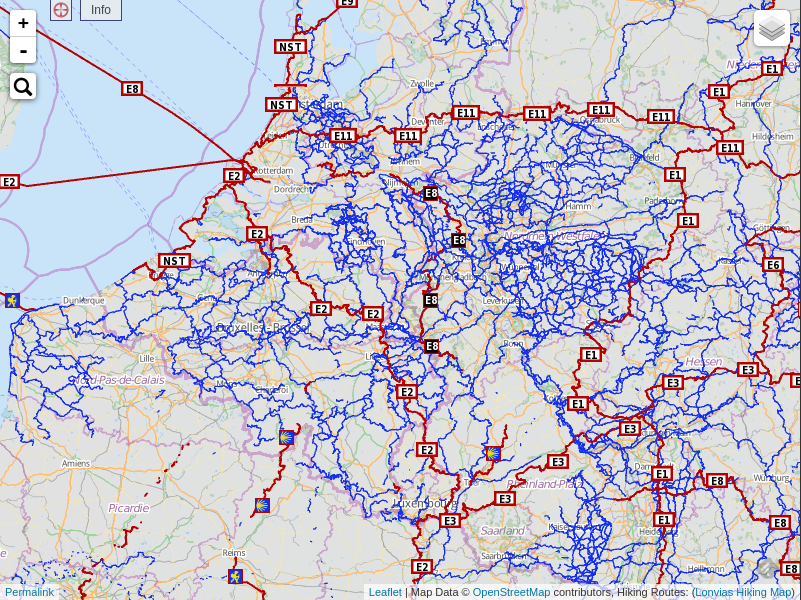 +
-
Info
E9
NST
E8
NST
Zwolle
E1
E1
Hannover
Deventer
E11
E11
E11
E11
E11
E11
Osnabrück
Hildesheim
E11
Bielefeld
E2
Rotterdam
E2
Dordrecht
E8
E1
Hamm
Breda
E1
E2
E8
NST
E6
Dunkerque
E8
E2
E2
Leverkusen
Bruxelles - Brussel
Bonn
E8
Lille
E1
Hessen
Nord-Pas-de-Calais
E3
E3
E2
E1
E3
Amiens
E2
E3
E1
E8
Würzburg
Rheinland-Pfalz
E3
Picardie
Luxembourg
E3
E1
E8
Saarland
Reims
Saarbrücken
E2
Heilbronn
E8
Permalink
Leaflet | Map Data © OpenStreetMap contributors, Hiking Routes: (Lonvias Hiking Map)